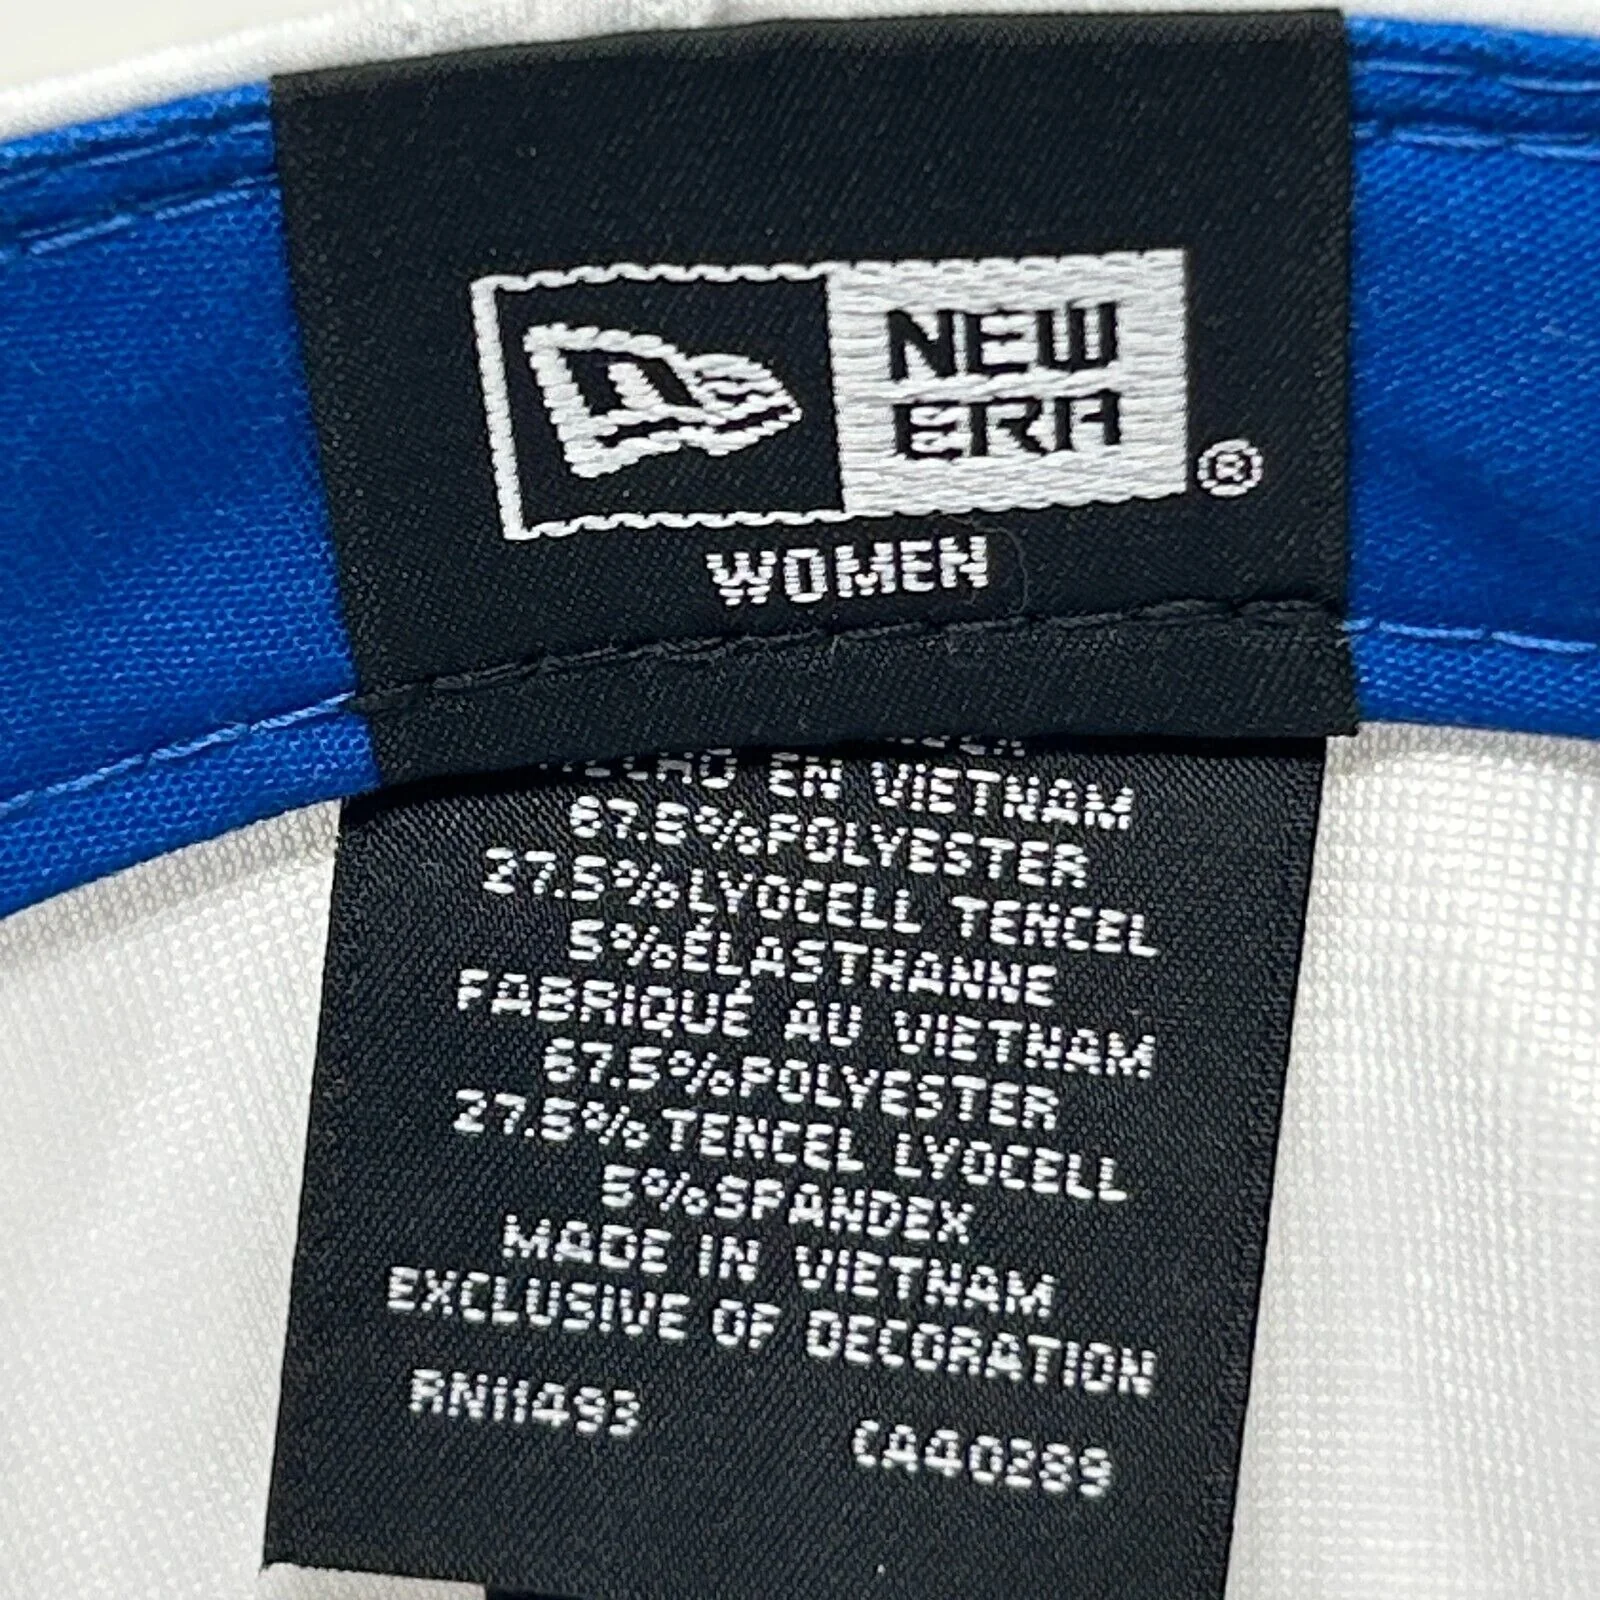 NEW
ERA
®
WOMEN
EN VIETNAM
67.5%POLYESTER
27.5%LYOCELL TENCEL
5%ÉLASTHANNE
FABRIQUÉ AU VIETNAM
67.5%POLYESTER
27.5%TENCEL LYOCELL
5%SPANDEX
MADE IN VIETNAM
EXCLUSIVE OF DECORATION
RN11493
CA40289